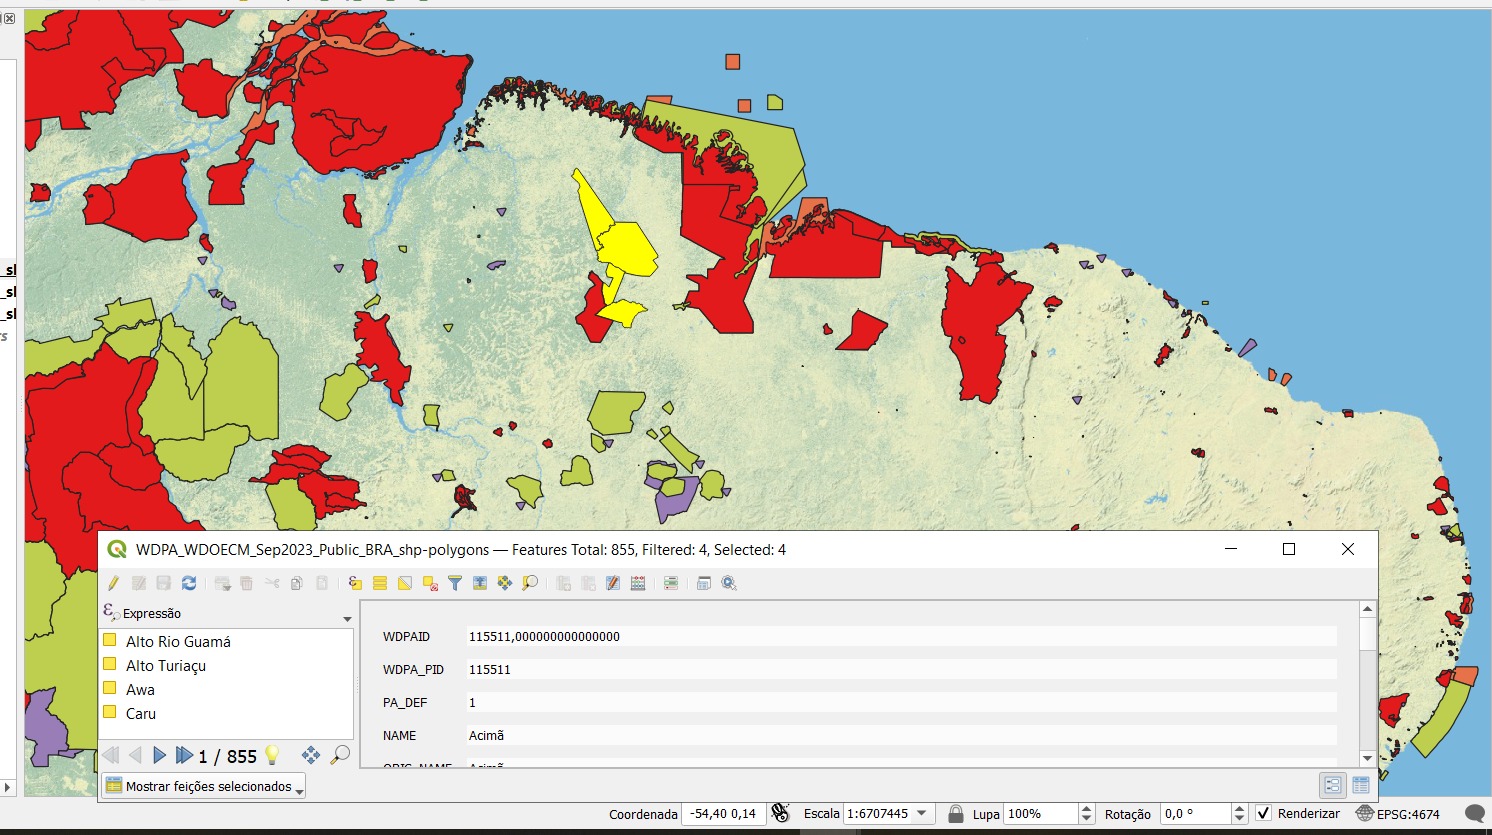 _sl
_sl
_sl
WDPA_WDOECM_Sep2023_Public_BRA_shp-polygons — Features Total: 855, Filtered: 4, Selected: 4
Expressão
Alto Rio Guamá
Alto Turiaçu
Awa
Caru
1 / 855
Mostrar feições selecionados
WDPAID 115511,000000000000000
WDPA_PID 115511
PA_DEF 1
NAME Acimã
ORIG_NAME Acimã
Coordenada -54,40 0,14 Escala 1:6707445 Lupa 100% Rotação 0,0 ° Renderizar EPSG:4674